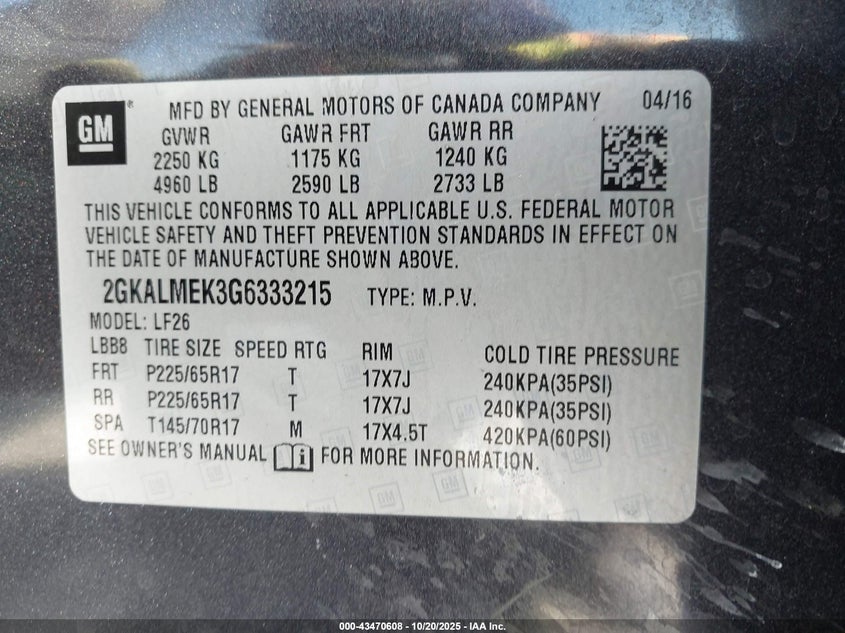 GM ® MFD BY GENERAL MOTORS OF CANADA COMPANY 04/16
GVWR GAWR FRT GAWR RR
2250 KG 1175 KG 1240 KG
4960 LB 2590 LB 2733 LB
THIS VEHICLE CONFORMS TO ALL APPLICABLE U.S. FEDERAL MOTOR
VEHICLE SAFETY AND THEFT PREVENTION STANDARDS IN EFFECT ON
THE DATE OF MANUFACTURE SHOWN ABOVE.
2GKALMEK3G6333215 TYPE: M.P.V.
MODEL: LF26
LBB8 TIRE SIZE SPEED RTG RIM COLD TIRE PRESSURE
FRT P225/65R17 T 17X7J 240KPA(35PSI)
RR P225/65R17 T 17X7J 240KPA(35PSI)
SPA T145/70R17 M 17X4.5T 420KPA(60PSI)
SEE OWNER'S MANUAL FOR MORE INFORMATION.
000-43470608 - 10/20/2025 - IAA Inc.